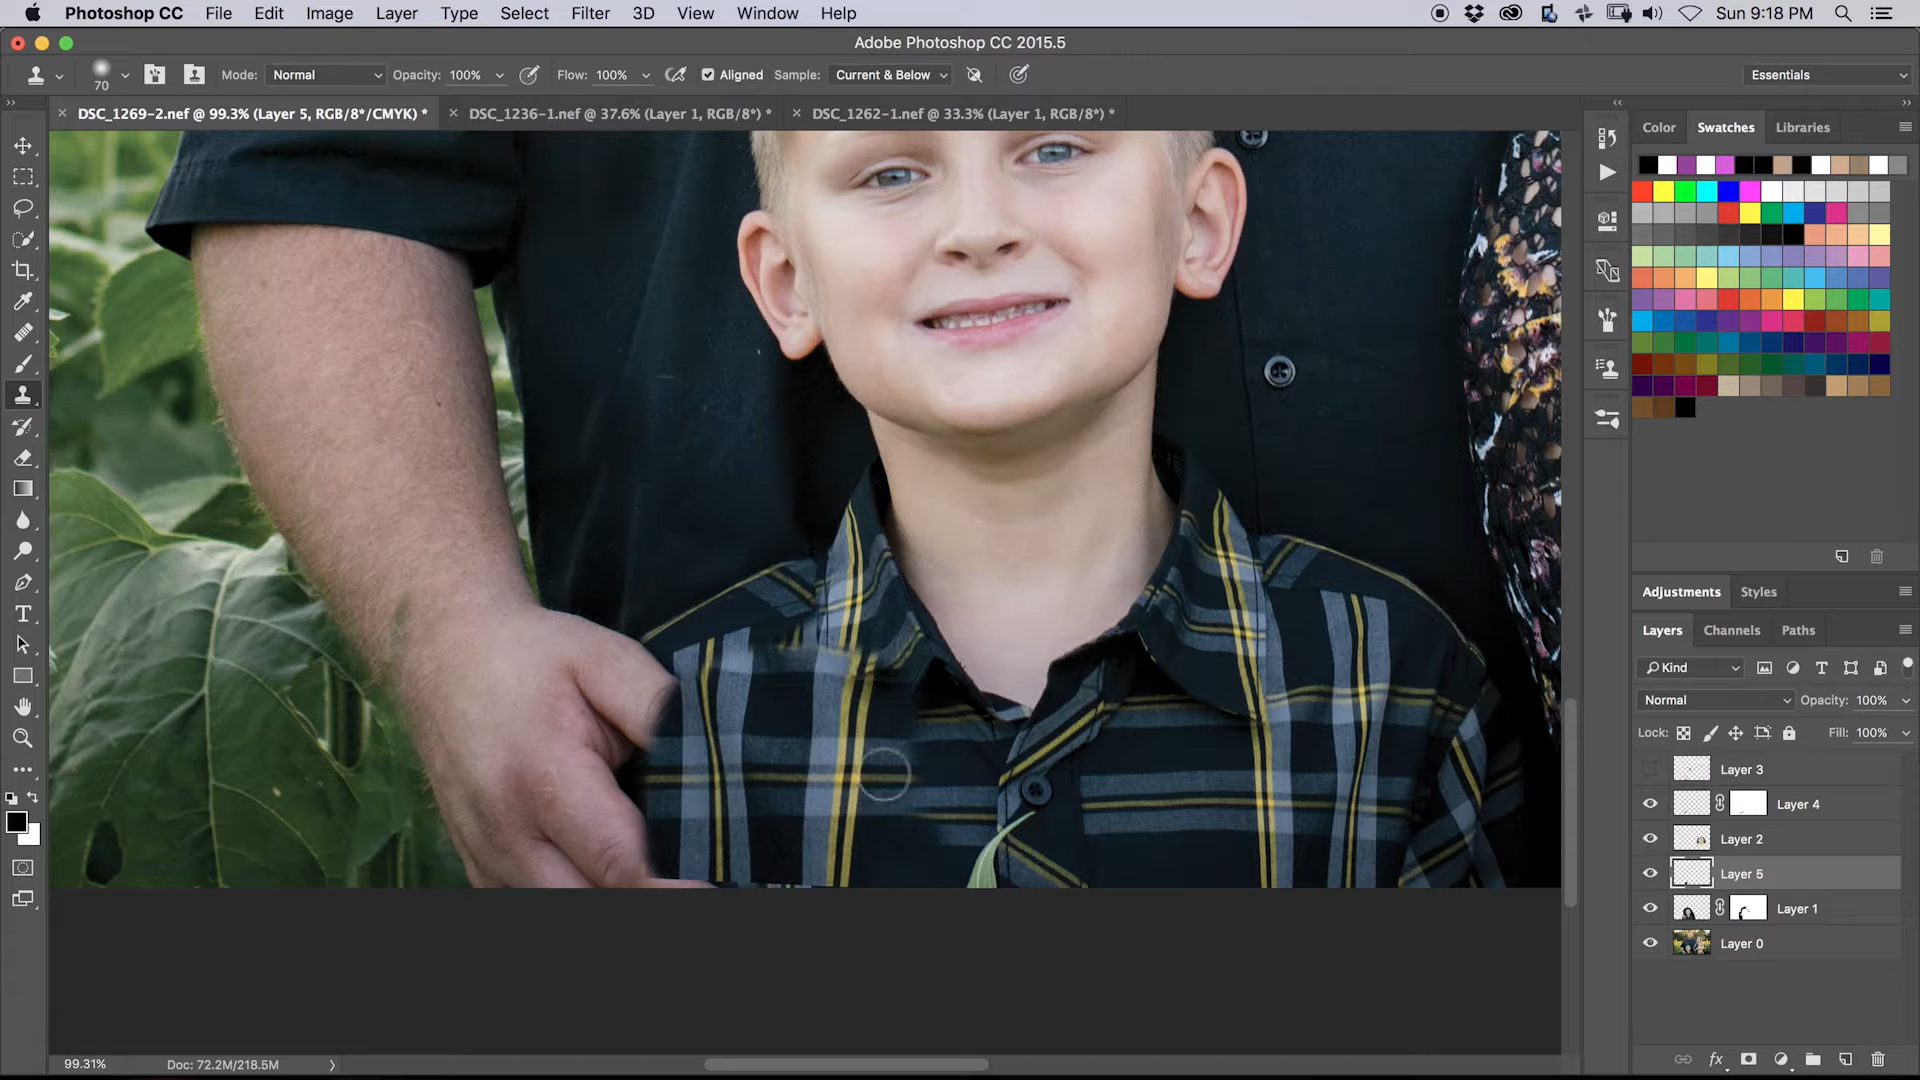 Photoshop CC File Edit Image Layer Type Select Filter 3D View Window Help Sun 9:18 PM
Adobe Photoshop CC 2015.5
70 Mode: Normal Opacity: 100% Flow: 100% Aligned Sample: Current & Below Essentials
DSC_1269-2.nef @ 99.3% (Layer 5, RGB/8*/CMYK) * DSC_1236-1.nef @ 37.6% (Layer 1, RGB/8*) * DSC_1262-1.nef @ 33.3% (Layer 1, RGB/8*) *
Color Swatches Libraries
Adjustments Styles
Layers Channels Paths
Kind
Normal Opacity: 100%
Lock: Fill: 100%
Layer 3
Layer 4
Layer 2
Layer 5
Layer 1
Layer 0
99.31% Doc: 72.2M/218.5M